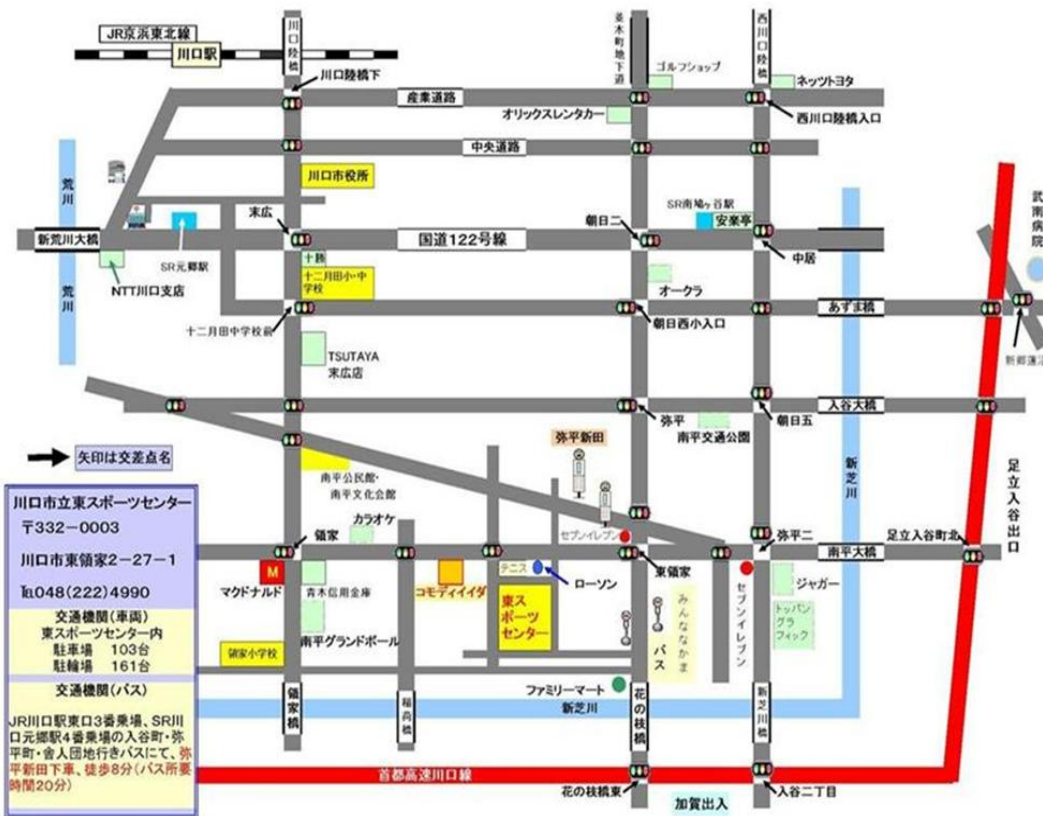 JR京浜東北線
川口駅
川口陸橋
川口陸橋下
並木町地下道
西川口陸橋
ゴルフショップ
ネッツトヨタ
産業道路
オリックスレンタカー
西川口陸橋入口
中央道路
川口市役所
荒川
新荒川大橋
荒川
SR元郷駅
NTT川口支店
末広
国道122号線
朝日二
SR南鳩ヶ谷駅
安楽亭
中居
武南病院
十勝
十二月田小・中
学校
オークラ
十二月田中学校前
朝日西小入口
あずま橋
新郷蓮沼
TSUTAYA
末広店
弥平
南平交通公園
朝日五
入谷大橋
矢印は交差点名
弥平新田
南平公民館・
南平文化会館
新芝川
足立入谷出口
川口市立東スポーツセンター
〒332-0003
川口市東領家2-27-1
℡048(222)4990
交通機関(車両)
東スポーツセンター内
駐車場 103台
駐輪場 161台
交通機関(バス)
JR川口駅東口3番乗場、SR川
口元郷駅4番乗場の入谷町・弥
平町・舎人団地行きバスにて、弥
平新田下車、徒歩8分(バス所要
時間20分)
領家
カラオケ
セブンイレブン
東領家
弥平二
南平大橋
足立入谷町北
M
マクドナルド
青木信用金庫
コモディイイダ
テニス
ローソン
東ス
ポーツ
センター
みんななかま
バス
セブンイレブン
ジャガー
トッパン
グラ
フィック
南平グランドボール
領家小学校
ファミリーマート
領家橋
稲荷橋
新芝川
花の枝橋
新芝川橋
首都高速川口線
花の枝橋東
加賀出入
入谷二丁目